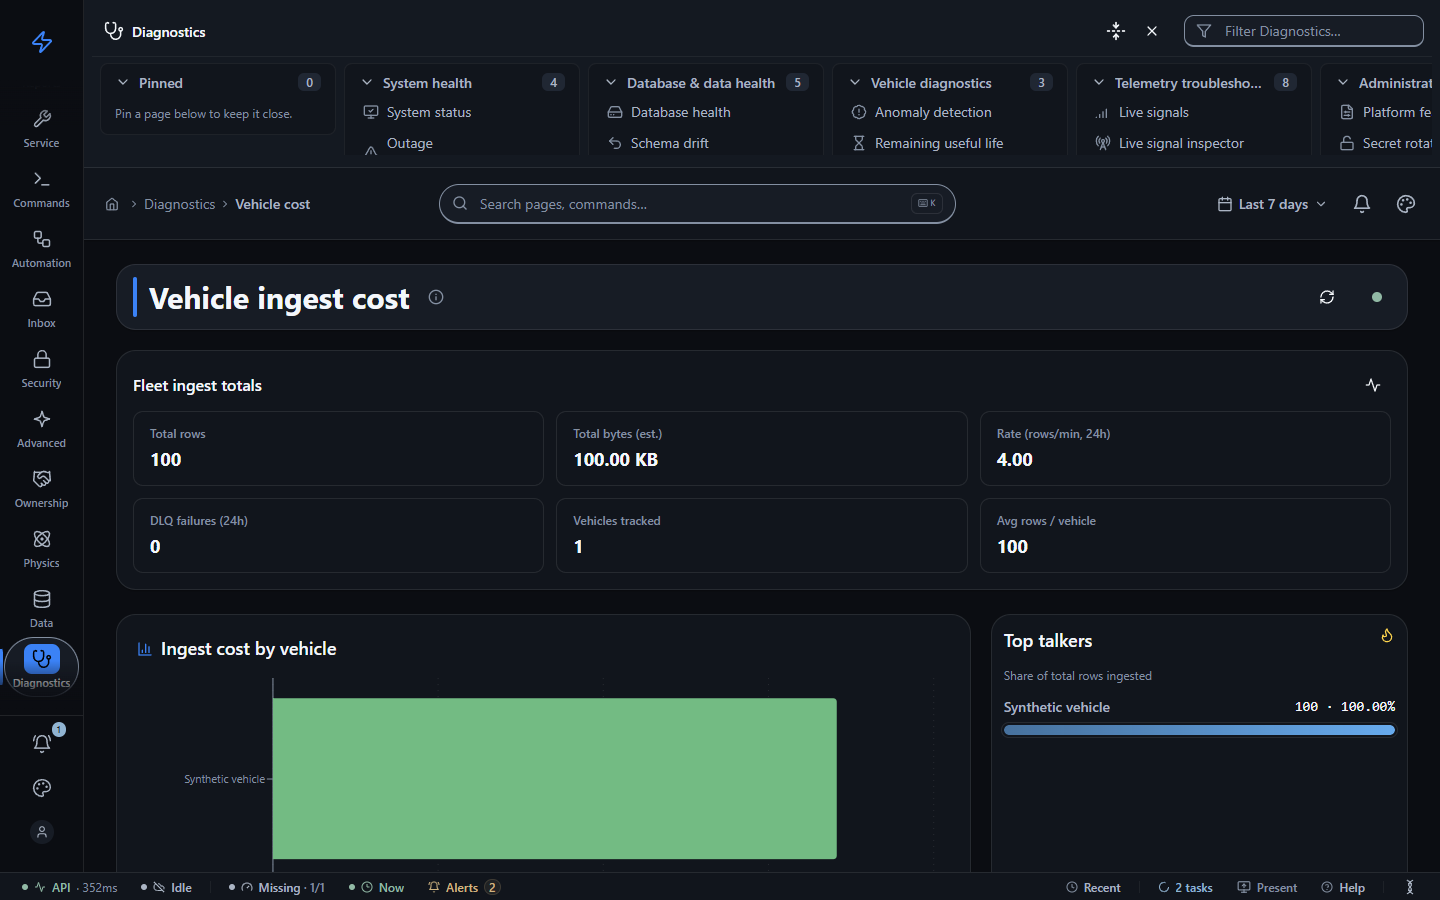 Diagnostics
Filter Diagnostics...
Pinned 0
Pin a page below to keep it close.
System health 4
System status
Outage
Database & data health 5
Database health
Schema drift
Vehicle diagnostics 3
Anomaly detection
Remaining useful life
Telemetry troublesho... 8
Live signals
Live signal inspector
Administrat
Platform fe
Secret rotat
Service
Commands
Automation
Inbox
Security
Advanced
Ownership
Physics
Data
Diagnostics
1
Diagnostics
Vehicle cost
Search pages, commands...
K
Last 7 days
Vehicle ingest cost
Fleet ingest totals
Total rows
100
Total bytes (est.)
100.00 KB
Rate (rows/min, 24h)
4.00
DLQ failures (24h)
0
Vehicles tracked
1
Avg rows / vehicle
100
Ingest cost by vehicle
Synthetic vehicle
Top talkers
Share of total rows ingested
Synthetic vehicle 100 · 100.00%
API · 352ms
Idle
Missing · 1/1
Now
Alerts 2
Recent
2 tasks
Present
Help